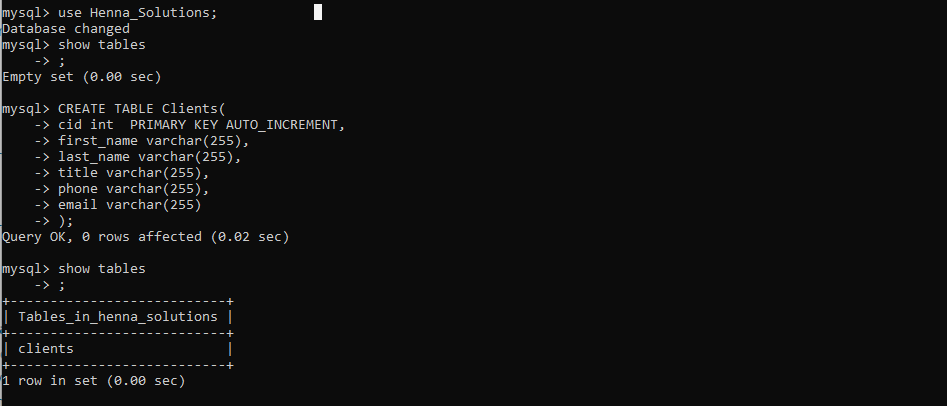 mysql> use Henna_Solutions;
Database changed
mysql> show tables
    -> ;
Empty set (0.00 sec)

mysql> CREATE TABLE Clients(
    -> cid int  PRIMARY KEY AUTO_INCREMENT,
    -> first_name varchar(255),
    -> last_name varchar(255),
    -> title varchar(255),
    -> phone varchar(255),
    -> email varchar(255)
    -> );
Query OK, 0 rows affected (0.02 sec)

mysql> show tables
    -> ;
+---------------------------+
| Tables_in_henna_solutions |
+---------------------------+
| clients                   |
+---------------------------+
1 row in set (0.00 sec)